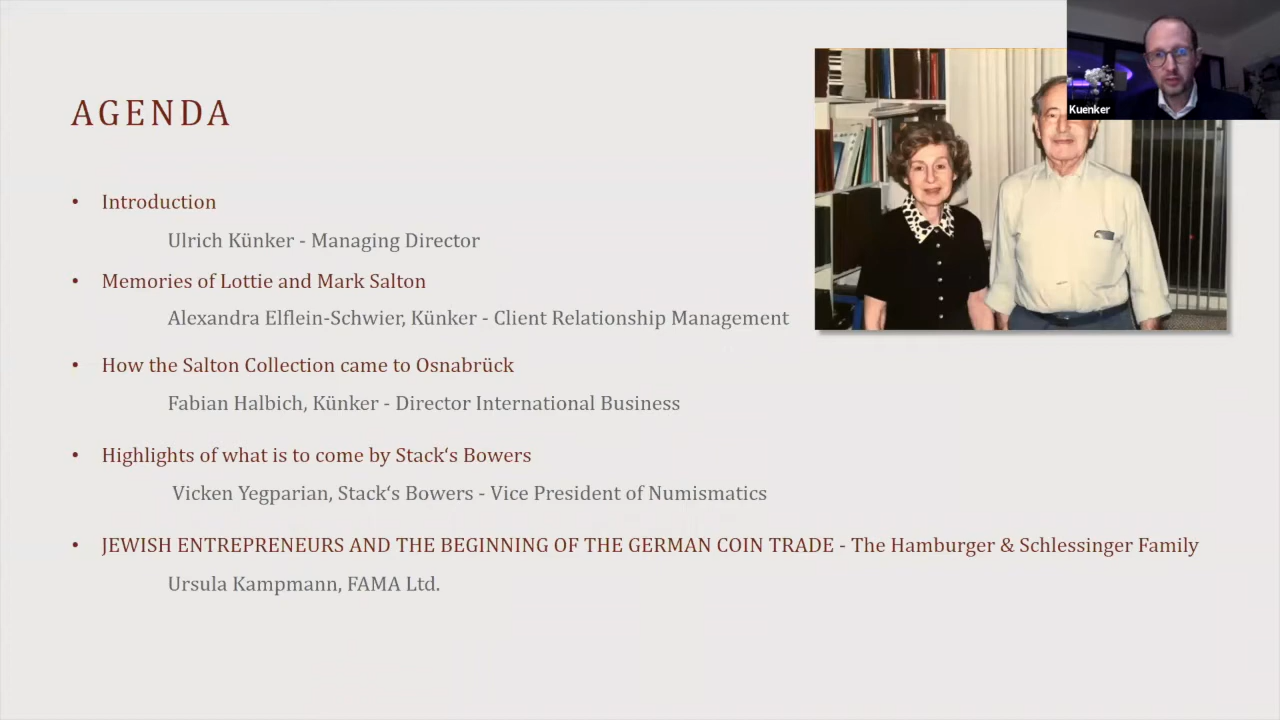 AGENDA
• Introduction
Ulrich Künker - Managing Director
• Memories of Lottie and Mark Salton
Alexandra Elflein-Schwier, Künker - Client Relationship Management
• How the Salton Collection came to Osnabrück
Fabian Halbich, Künker - Director International Business
• Highlights of what is to come by Stack‘s Bowers
Vicken Yegparian, Stack‘s Bowers - Vice President of Numismatics
• JEWISH ENTREPRENEURS AND THE BEGINNING OF THE GERMAN COIN TRADE - The Hamburger & Schlessinger Family
Ursula Kampmann, FAMA Ltd.
Kuenker